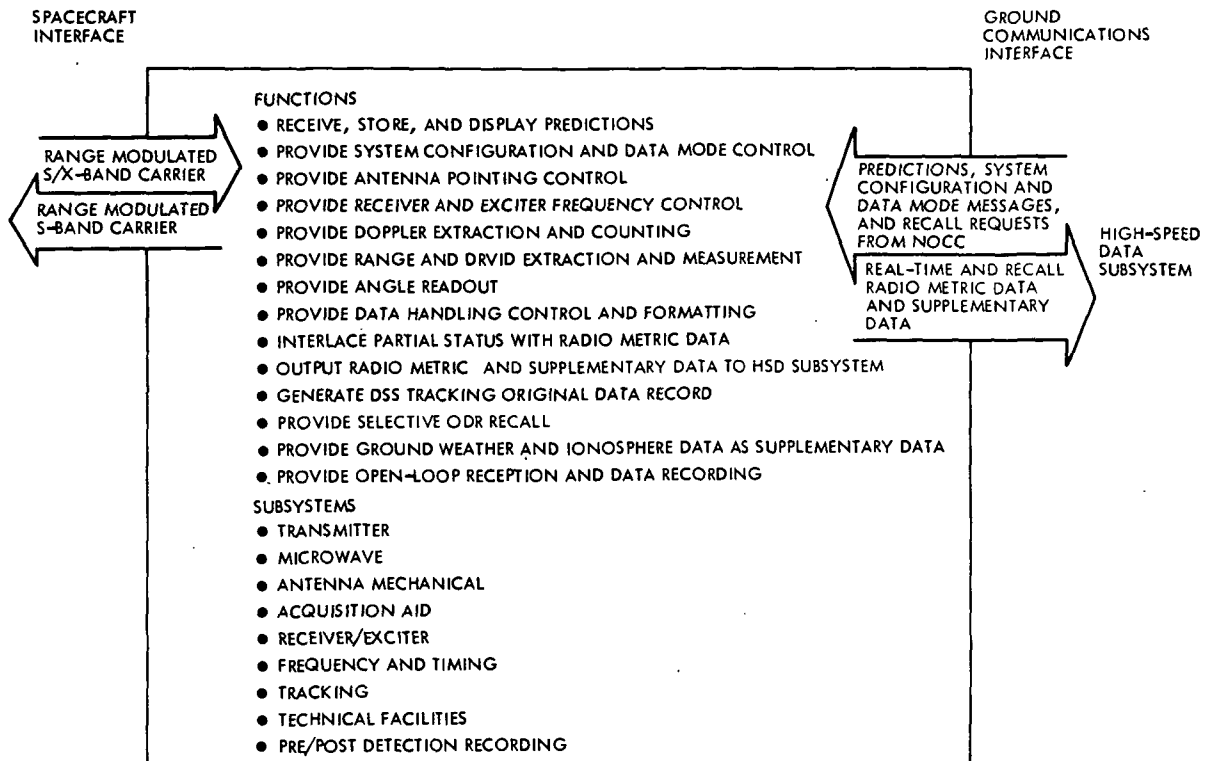 SPACECRAFT
INTERFACE
GROUND
COMMUNICATIONS
INTERFACE
FUNCTIONS
● RECEIVE, STORE, AND DISPLAY PREDICTIONS
● PROVIDE SYSTEM CONFIGURATION AND DATA MODE CONTROL
● PROVIDE ANTENNA POINTING CONTROL
● PROVIDE RECEIVER AND EXCITER FREQUENCY CONTROL
● PROVIDE DOPPLER EXTRACTION AND COUNTING
● PROVIDE RANGE AND DRVID EXTRACTION AND MEASUREMENT
● PROVIDE ANGLE READOUT
● PROVIDE DATA HANDLING CONTROL AND FORMATTING
● INTERLACE PARTIAL STATUS WITH RADIO METRIC DATA
● OUTPUT RADIO METRIC AND SUPPLEMENTARY DATA TO HSD SUBSYSTEM
● GENERATE DSS TRACKING ORIGINAL DATA RECORD
● PROVIDE SELECTIVE ODR RECALL
● PROVIDE GROUND WEATHER AND IONOSPHERE DATA AS SUPPLEMENTARY DATA
● PROVIDE OPEN-LOOP RECEPTION AND DATA RECORDING
SUBSYSTEMS
● TRANSMITTER
● MICROWAVE
● ANTENNA MECHANICAL
● ACQUISITION AID
● RECEIVER/EXCITER
● FREQUENCY AND TIMING
● TRACKING
● TECHNICAL FACILITIES
● PRE/POST DETECTION RECORDING
RANGE MODULATED
S/X-BAND CARRIER
RANGE MODULATED
S-BAND CARRIER
PREDICTIONS, SYSTEM
CONFIGURATION AND
DATA MODE MESSAGES,
AND RECALL REQUESTS
FROM NOCC
REAL-TIME AND RECALL
RADIO METRIC DATA
AND SUPPLEMENTARY
DATA
HIGH-SPEED
DATA
SUBSYSTEM